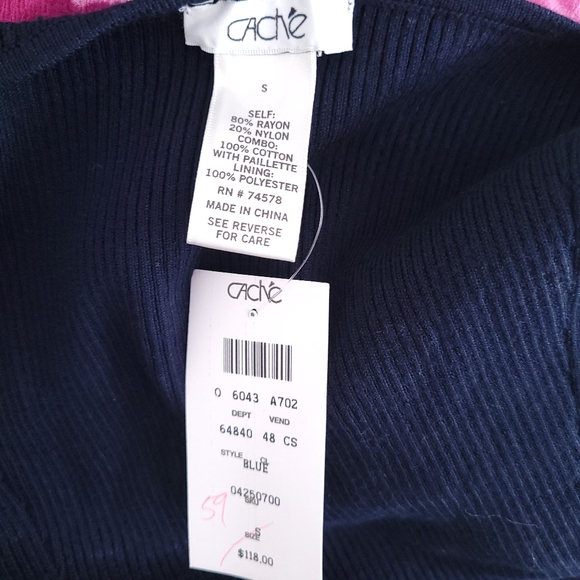 CACHÉ
S
SELF:
80% RAYON
20% NYLON
COMBO:
100% COTTON
WITH PAILLETTE
LINING:
100% POLYESTER
RN # 74578
MADE IN CHINA
SEE REVERSE
FOR CARE
CACHÉ
0 6043 A702
DEPT VEND
64840 48 CS
STYLE CL
BLUE
04250700
SKU
59
S
SIZE
$118.00